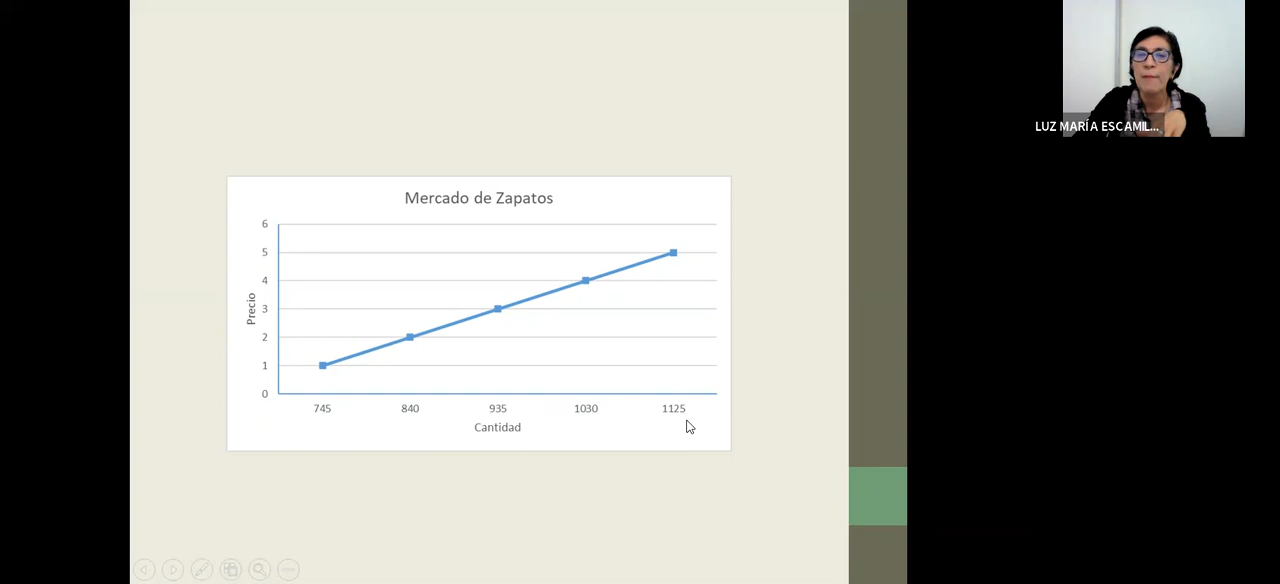 LUZ MARÍA ESCAMIL...
Mercado de Zapatos
6
5
4
3
2
1
0
Precio
745 840 935 1030 1125
Cantidad